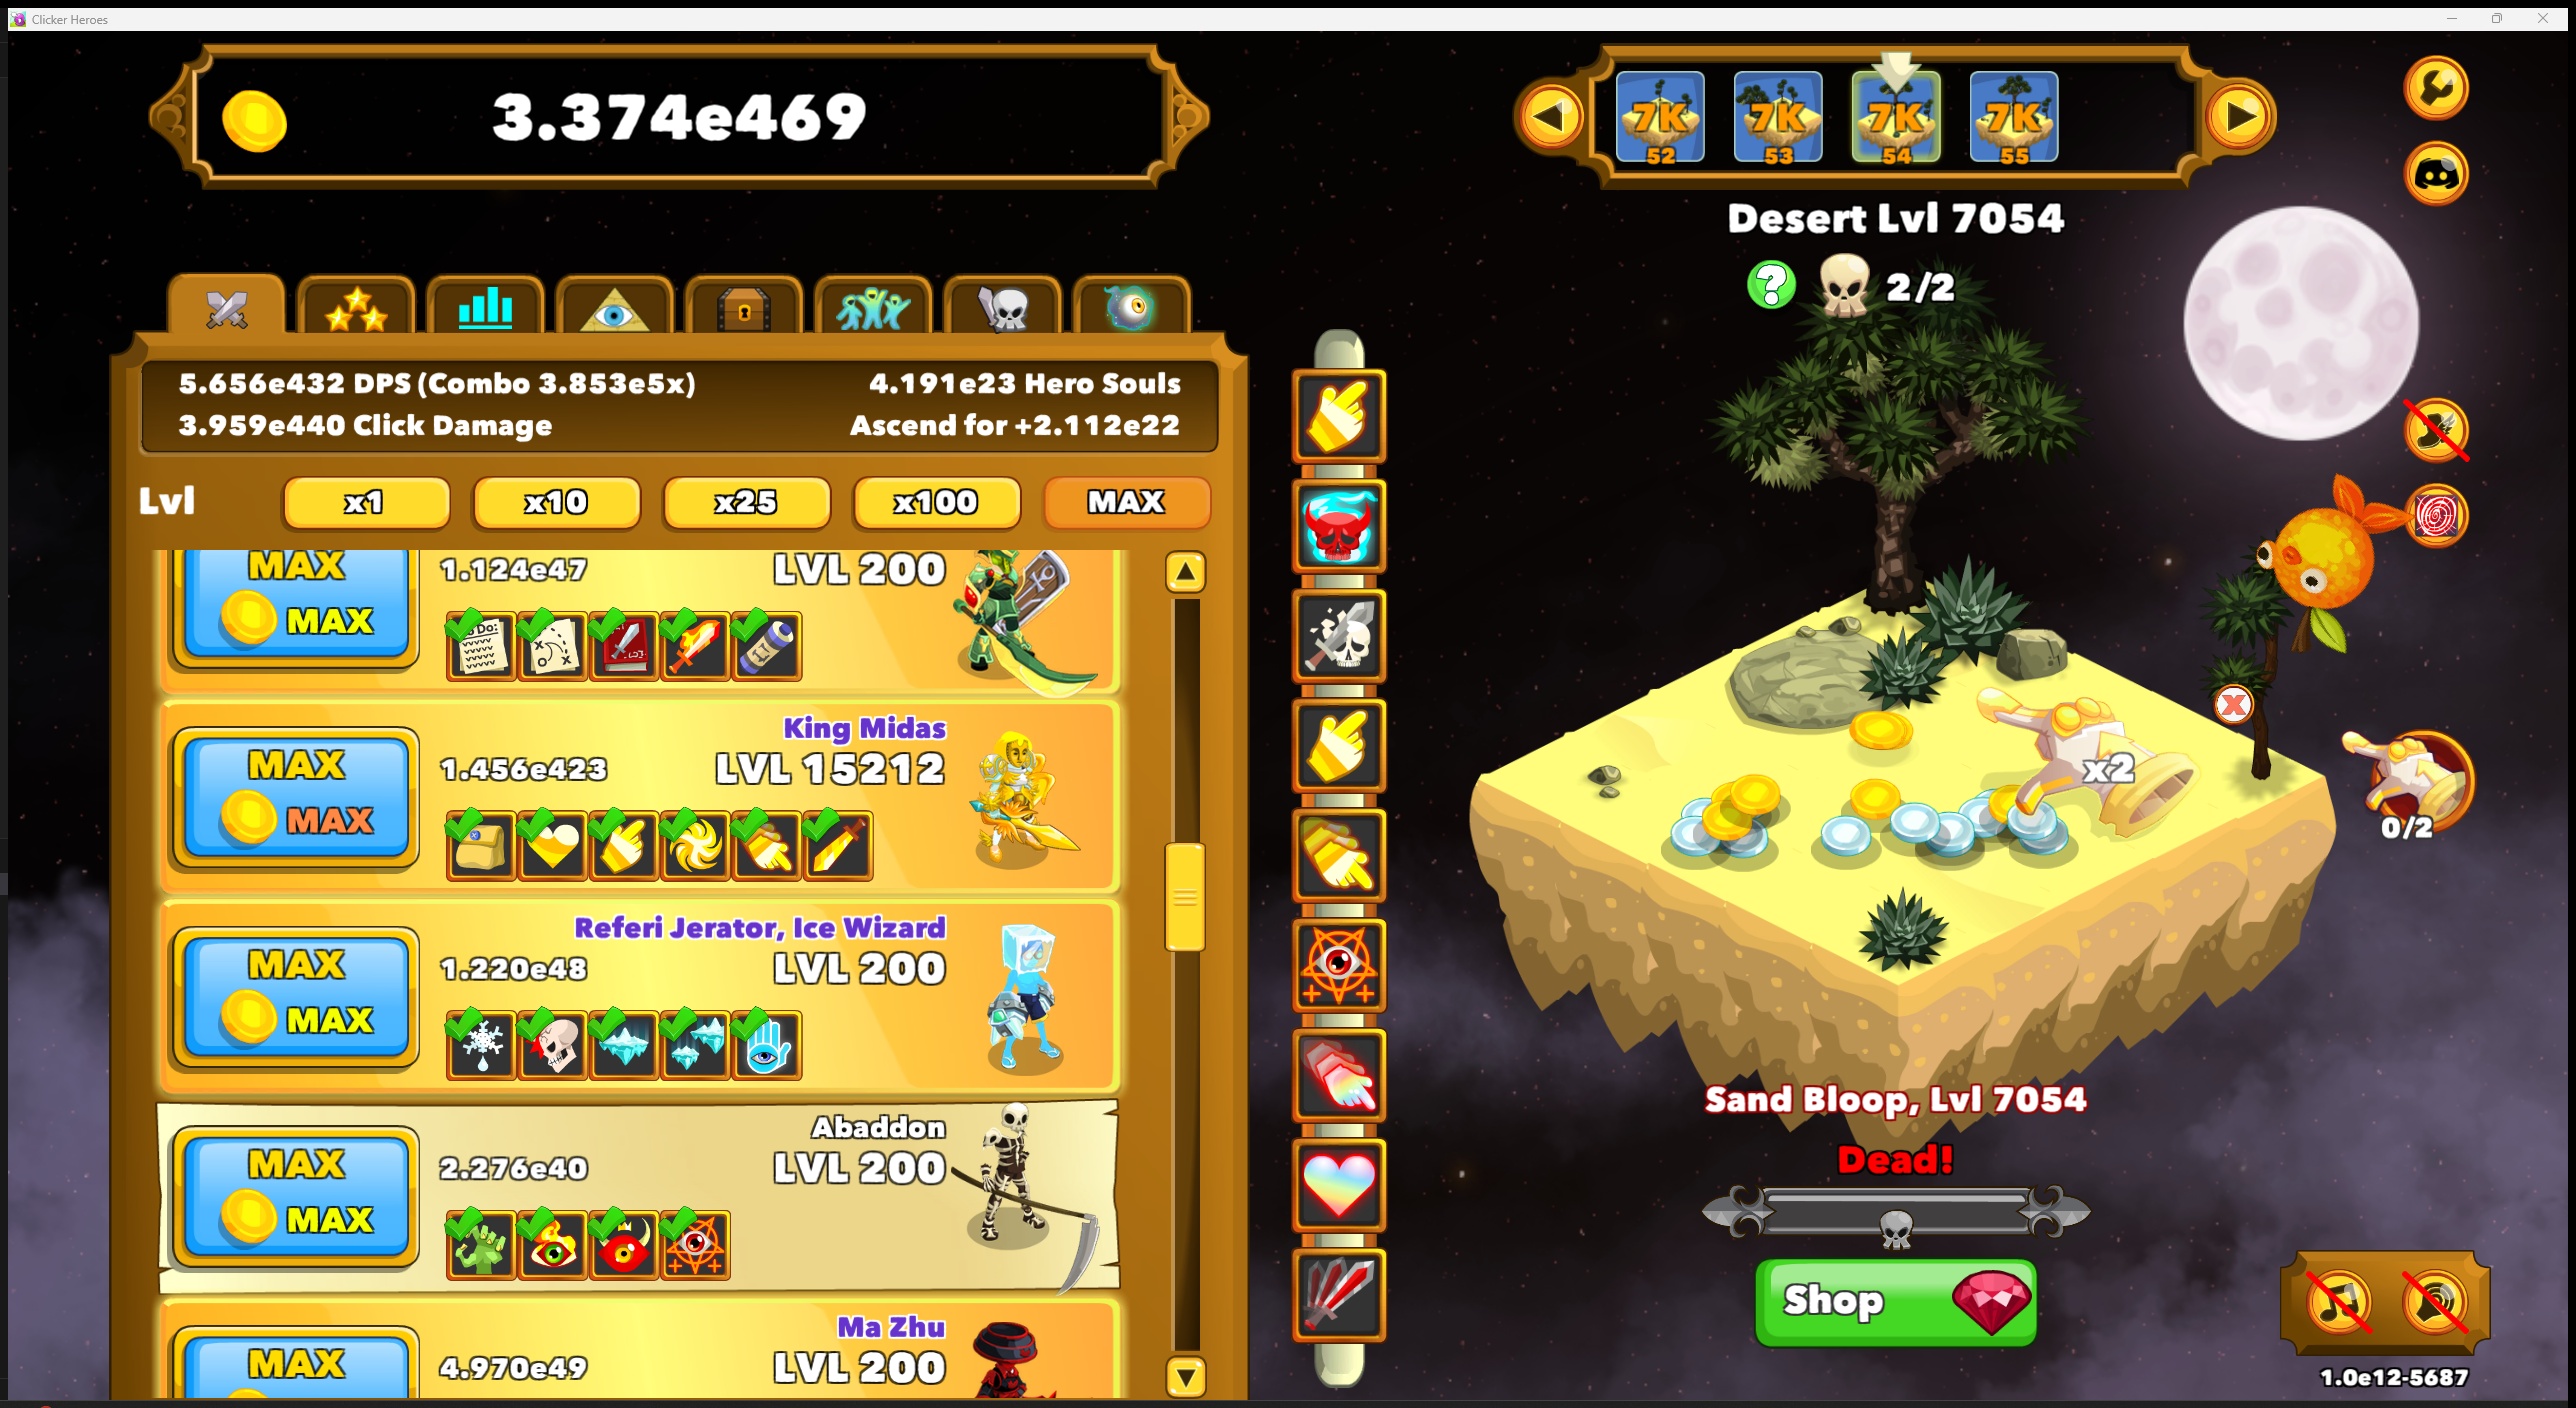 Clicker Heroes
3.374e469
7K 7K 7K 7K
52 53 54 55
Desert Lvl 7054
2/2
5.656e432 DPS (Combo 3.853e5x)
4.191e23 Hero Souls
3.959e440 Click Damage
Ascend for +2.112e22
Lvl x1 x10 x25 x100 MAX
MAX
MAX
1.124e47
LVL 200
Do:
King Midas
MAX
MAX
1.456e423
LVL 15212
Referi Jerator, Ice Wizard
MAX
MAX
1.220e48
LVL 200
Abaddon
MAX
MAX
2.276e40
LVL 200
Ma Zhu
MAX
4.970e49
LVL 200
x2
0/2
Sand Bloop, Lvl 7054
Dead!
Shop
1.0e12-5687